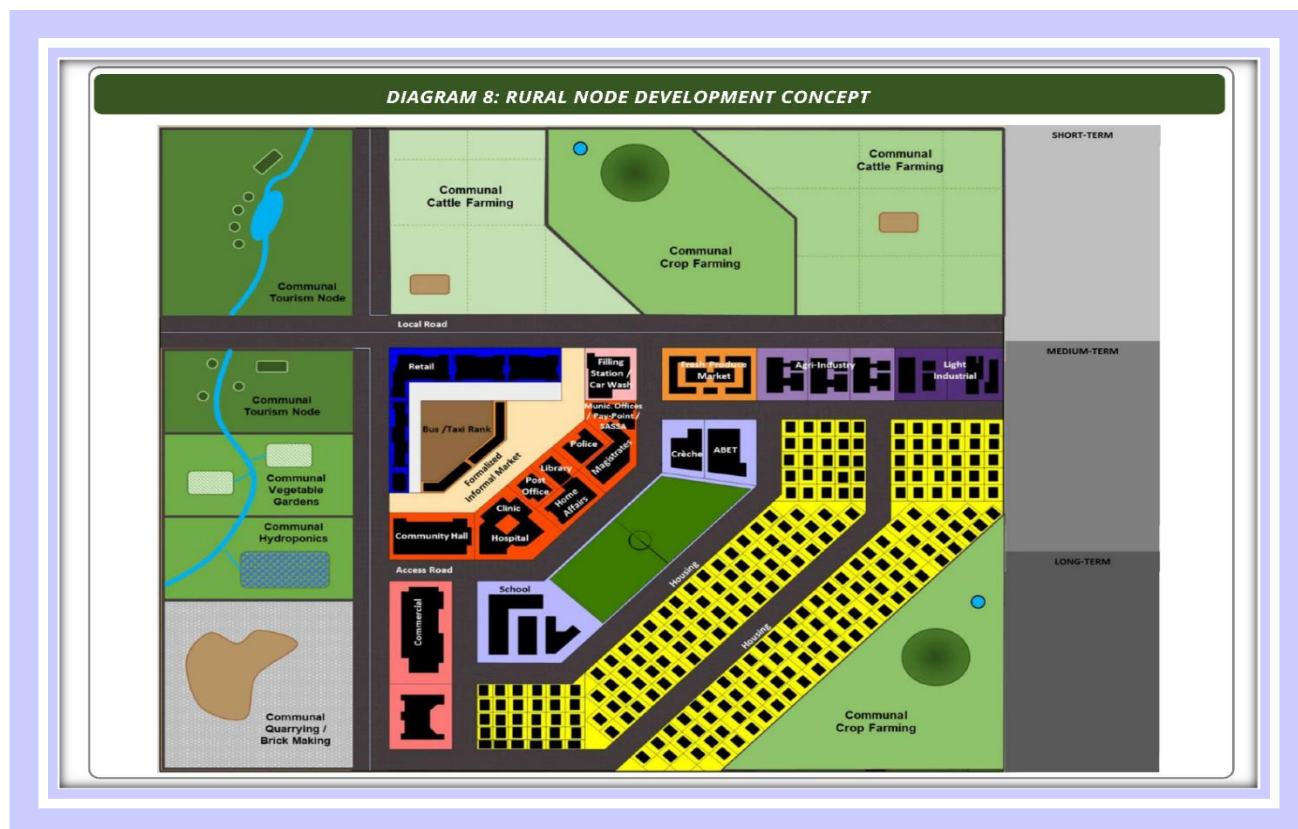 DIAGRAM 8: RURAL NODE DEVELOPMENT CONCEPT
SHORT-TERM
Communal
Cattle Farming
Communal
Cattle Farming
Communal
Crop Farming
Communal
Tourism Node
Local Road
MEDIUM-TERM
Retail
Filling
Station /
Car Wash
Fresh Produce
Market
Agri-Industry
Light
Industrial
Communal
Tourism Node
Bus /Taxi Rank
Formalized
Informal Market
Munic. Offices
/ Pay-Point /
SASSA
Police
Magistrates
Library
Post
Office
Home
Affairs
Clinic
Hospital
Community Hall
Crèche
ABET
Communal
Vegetable
Gardens
Communal
Hydroponics
LONG-TERM
Access Road
School
Housing
Commercial
Housing
Communal
Quarrying /
Brick Making
Communal
Crop Farming